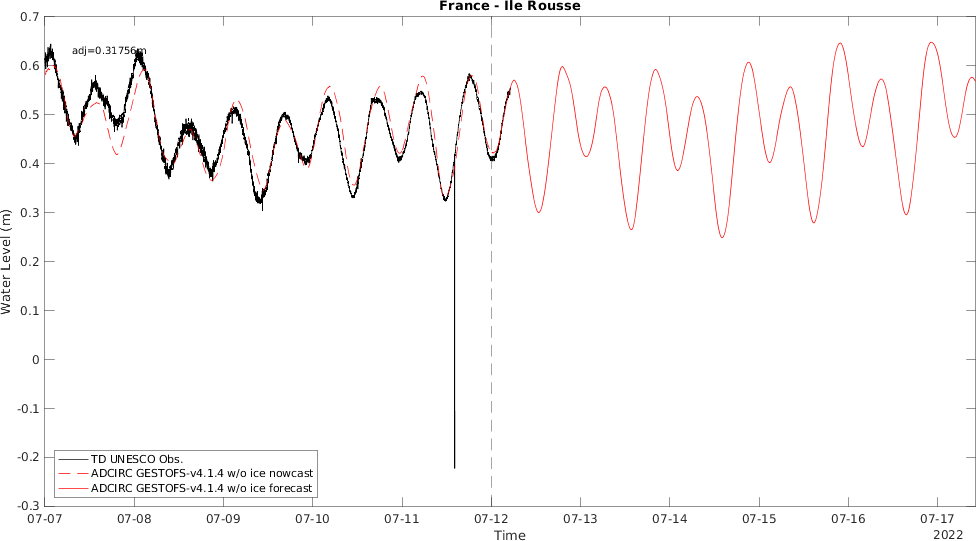 France - Ile Rousse
adj=0.31756m
0.7
0.6
0.5
0.4
0.3
0.2
0.1
0
-0.1
-0.2
-0.3
Water Level (m)
TD UNESCO Obs.
ADCIRC GESTOFS-v4.1.4 w/o ice nowcast
ADCIRC GESTOFS-v4.1.4 w/o ice forecast
07-07 07-08 07-09 07-10 07-11 07-12 07-13 07-14 07-15 07-16 07-17
Time
2022